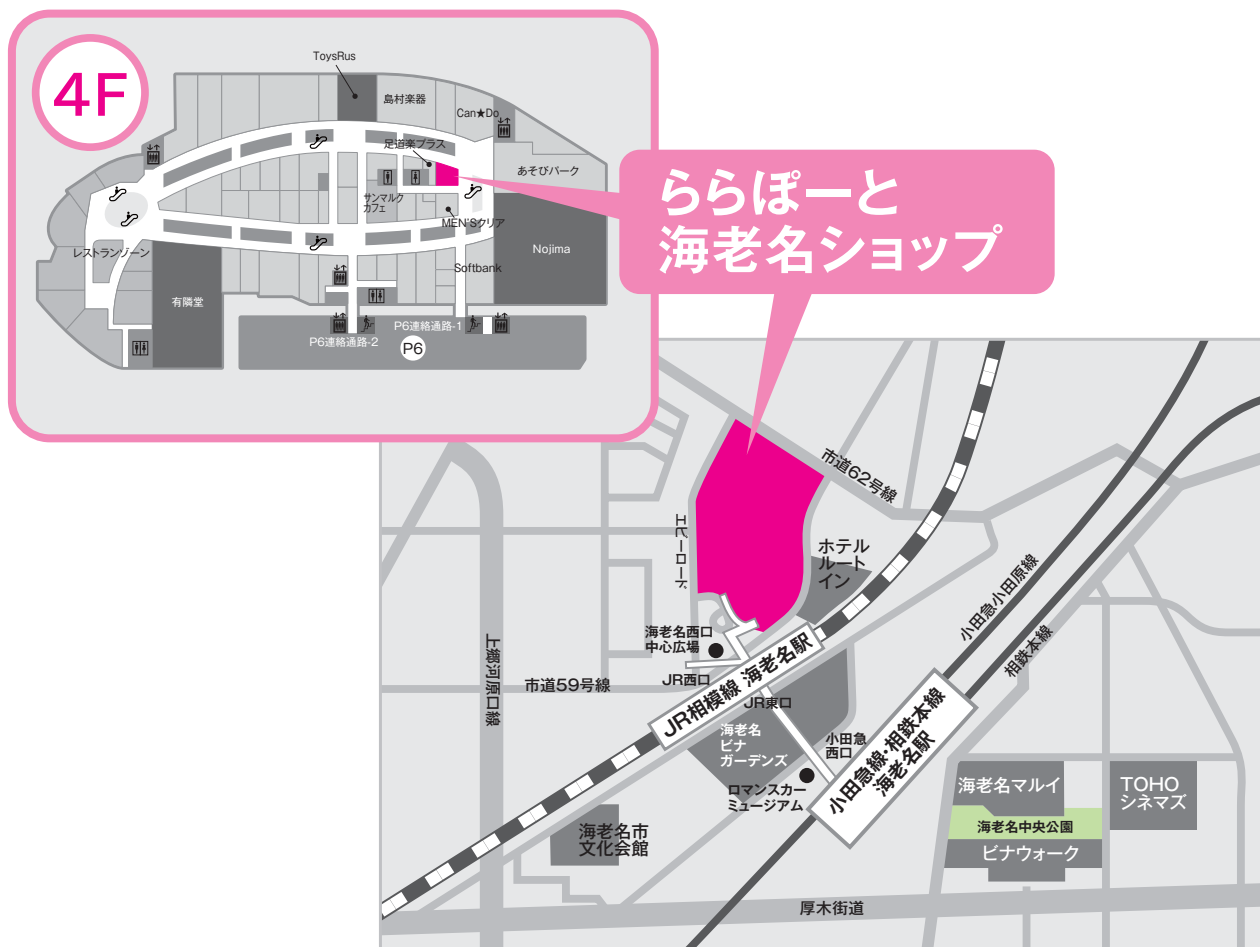 4F
ToysRus
島村楽器
Can★Do
足道楽プラス
あそびパーク
サンマルク
カフェ
MEN'Sクリア
レストランゾーン
Nojima
Softbank
有隣堂
P6連絡通路-1
P6連絡通路-2
P6
ららぽーと
海老名ショップ
市道62号線
エビーロード
ホテル
ルート
イン
小田急小田原線
相鉄本線
海老名西口
中心広場
上郷河原口線
JR西口
市道59号線
JR相模線 海老名駅
JR東口
海老名
ビナ
ガーデンズ
小田急
西口
小田急線・相鉄本線
海老名駅
ロマンスカー
ミュージアム
海老名マルイ
TOHO
シネマズ
海老名中央公園
海老名市
文化会館
ビナウォーク
厚木街道